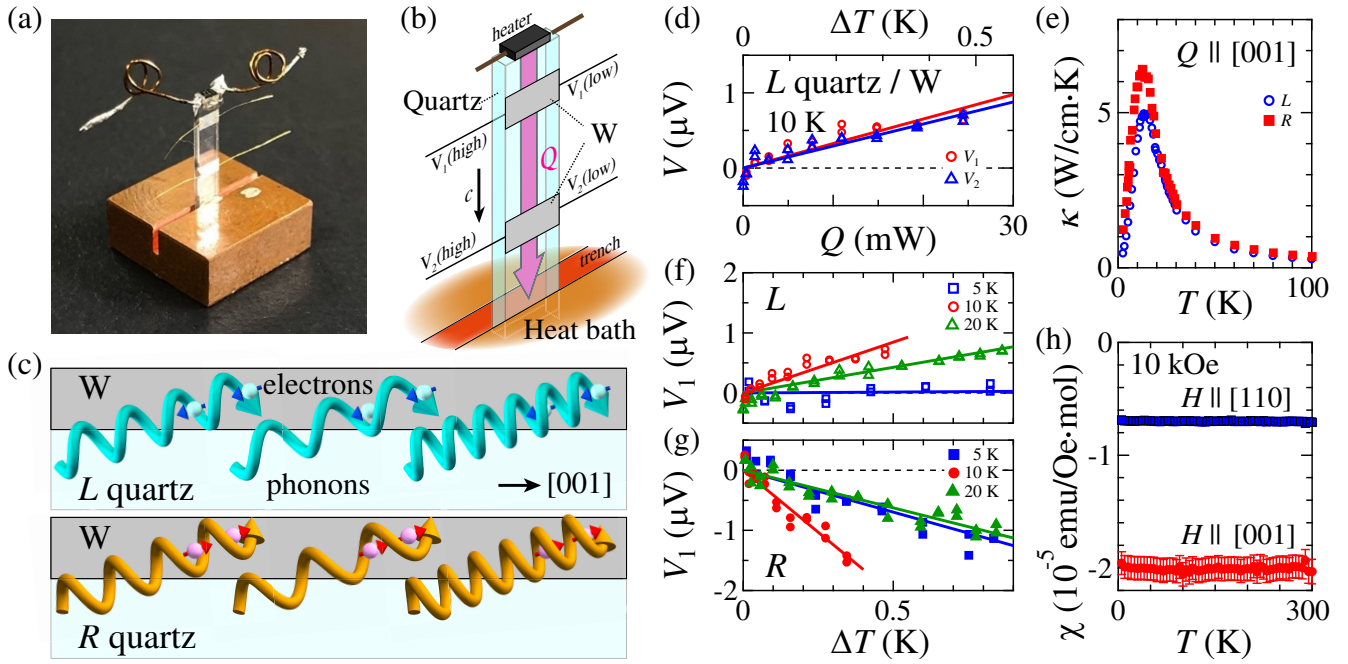 (a)
(b)
heater
Quartz
V1(low)
W
V1(high)
Q
c
V2(low)
V2(high)
trench
Heat bath
(c)
W
electrons
L quartz
phonons
[001]
W
R quartz
(d)
ΔT (K)
0
0.5
V (μV)
2
1
0
L quartz / W
10 K
V1
V2
0
30
Q (mW)
(e)
κ (W/cm·K)
5
0
Q || [001]
L
R
0
100
T (K)
(f)
V1 (μV)
2
1
0
L
5 K
10 K
20 K
(g)
V1 (μV)
0
-1
-2
R
5 K
10 K
20 K
0
0.5
ΔT (K)
(h)
χ (10-5 emu/Oe·mol)
0
-1
-2
10 kOe
H || [110]
H || [001]
0
300
T (K)